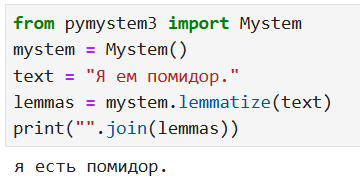 from pymystem3 import Mystem
mystem = Mystem()
text = "Я ем помидор."
lemmas = mystem.lemmatize(text)
print("".join(lemmas))
я есть помидор.